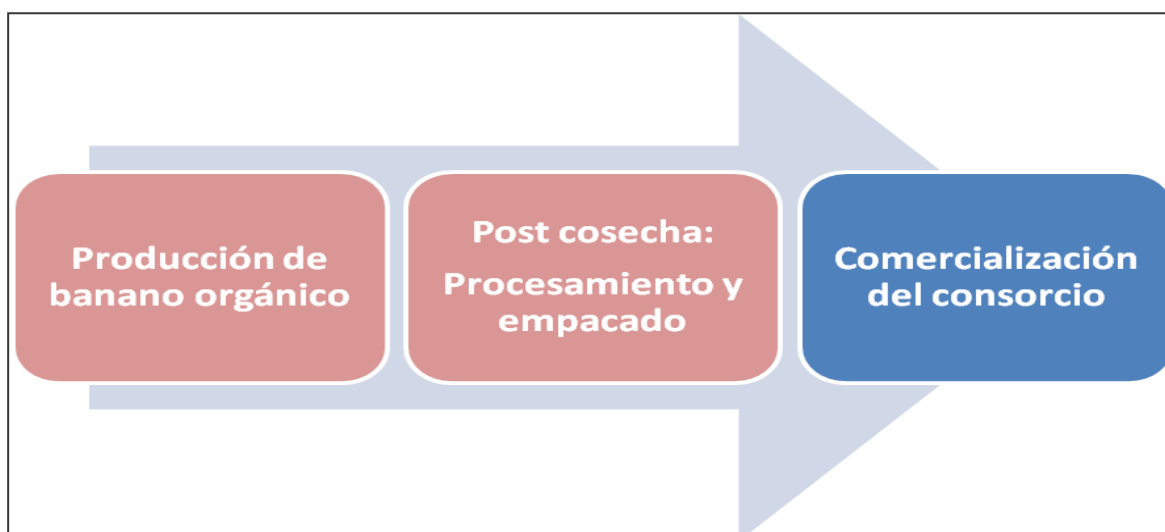 Producción de
banano orgánico
Post cosecha:
Procesamiento y
empacado
Comercialización
del consorcio